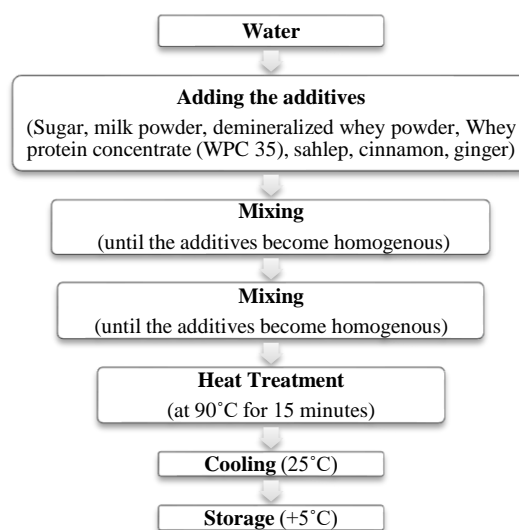 Water
Adding the additives
(Sugar, milk powder, demineralized whey powder, Whey
protein concentrate (WPC 35), sahlep, cinnamon, ginger)
Mixing
(until the additives become homogenous)
Mixing
(until the additives become homogenous)
Heat Treatment
(at 90˚C for 15 minutes)
Cooling (25˚C)
Storage (+5˚C)